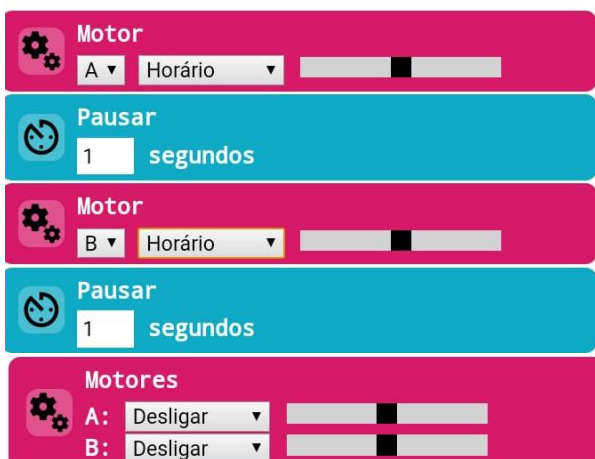 Motor
A Horário
Pausar
1 segundos
Motor
B Horário
Pausar
1 segundos
Motores
A: Desligar
B: Desligar